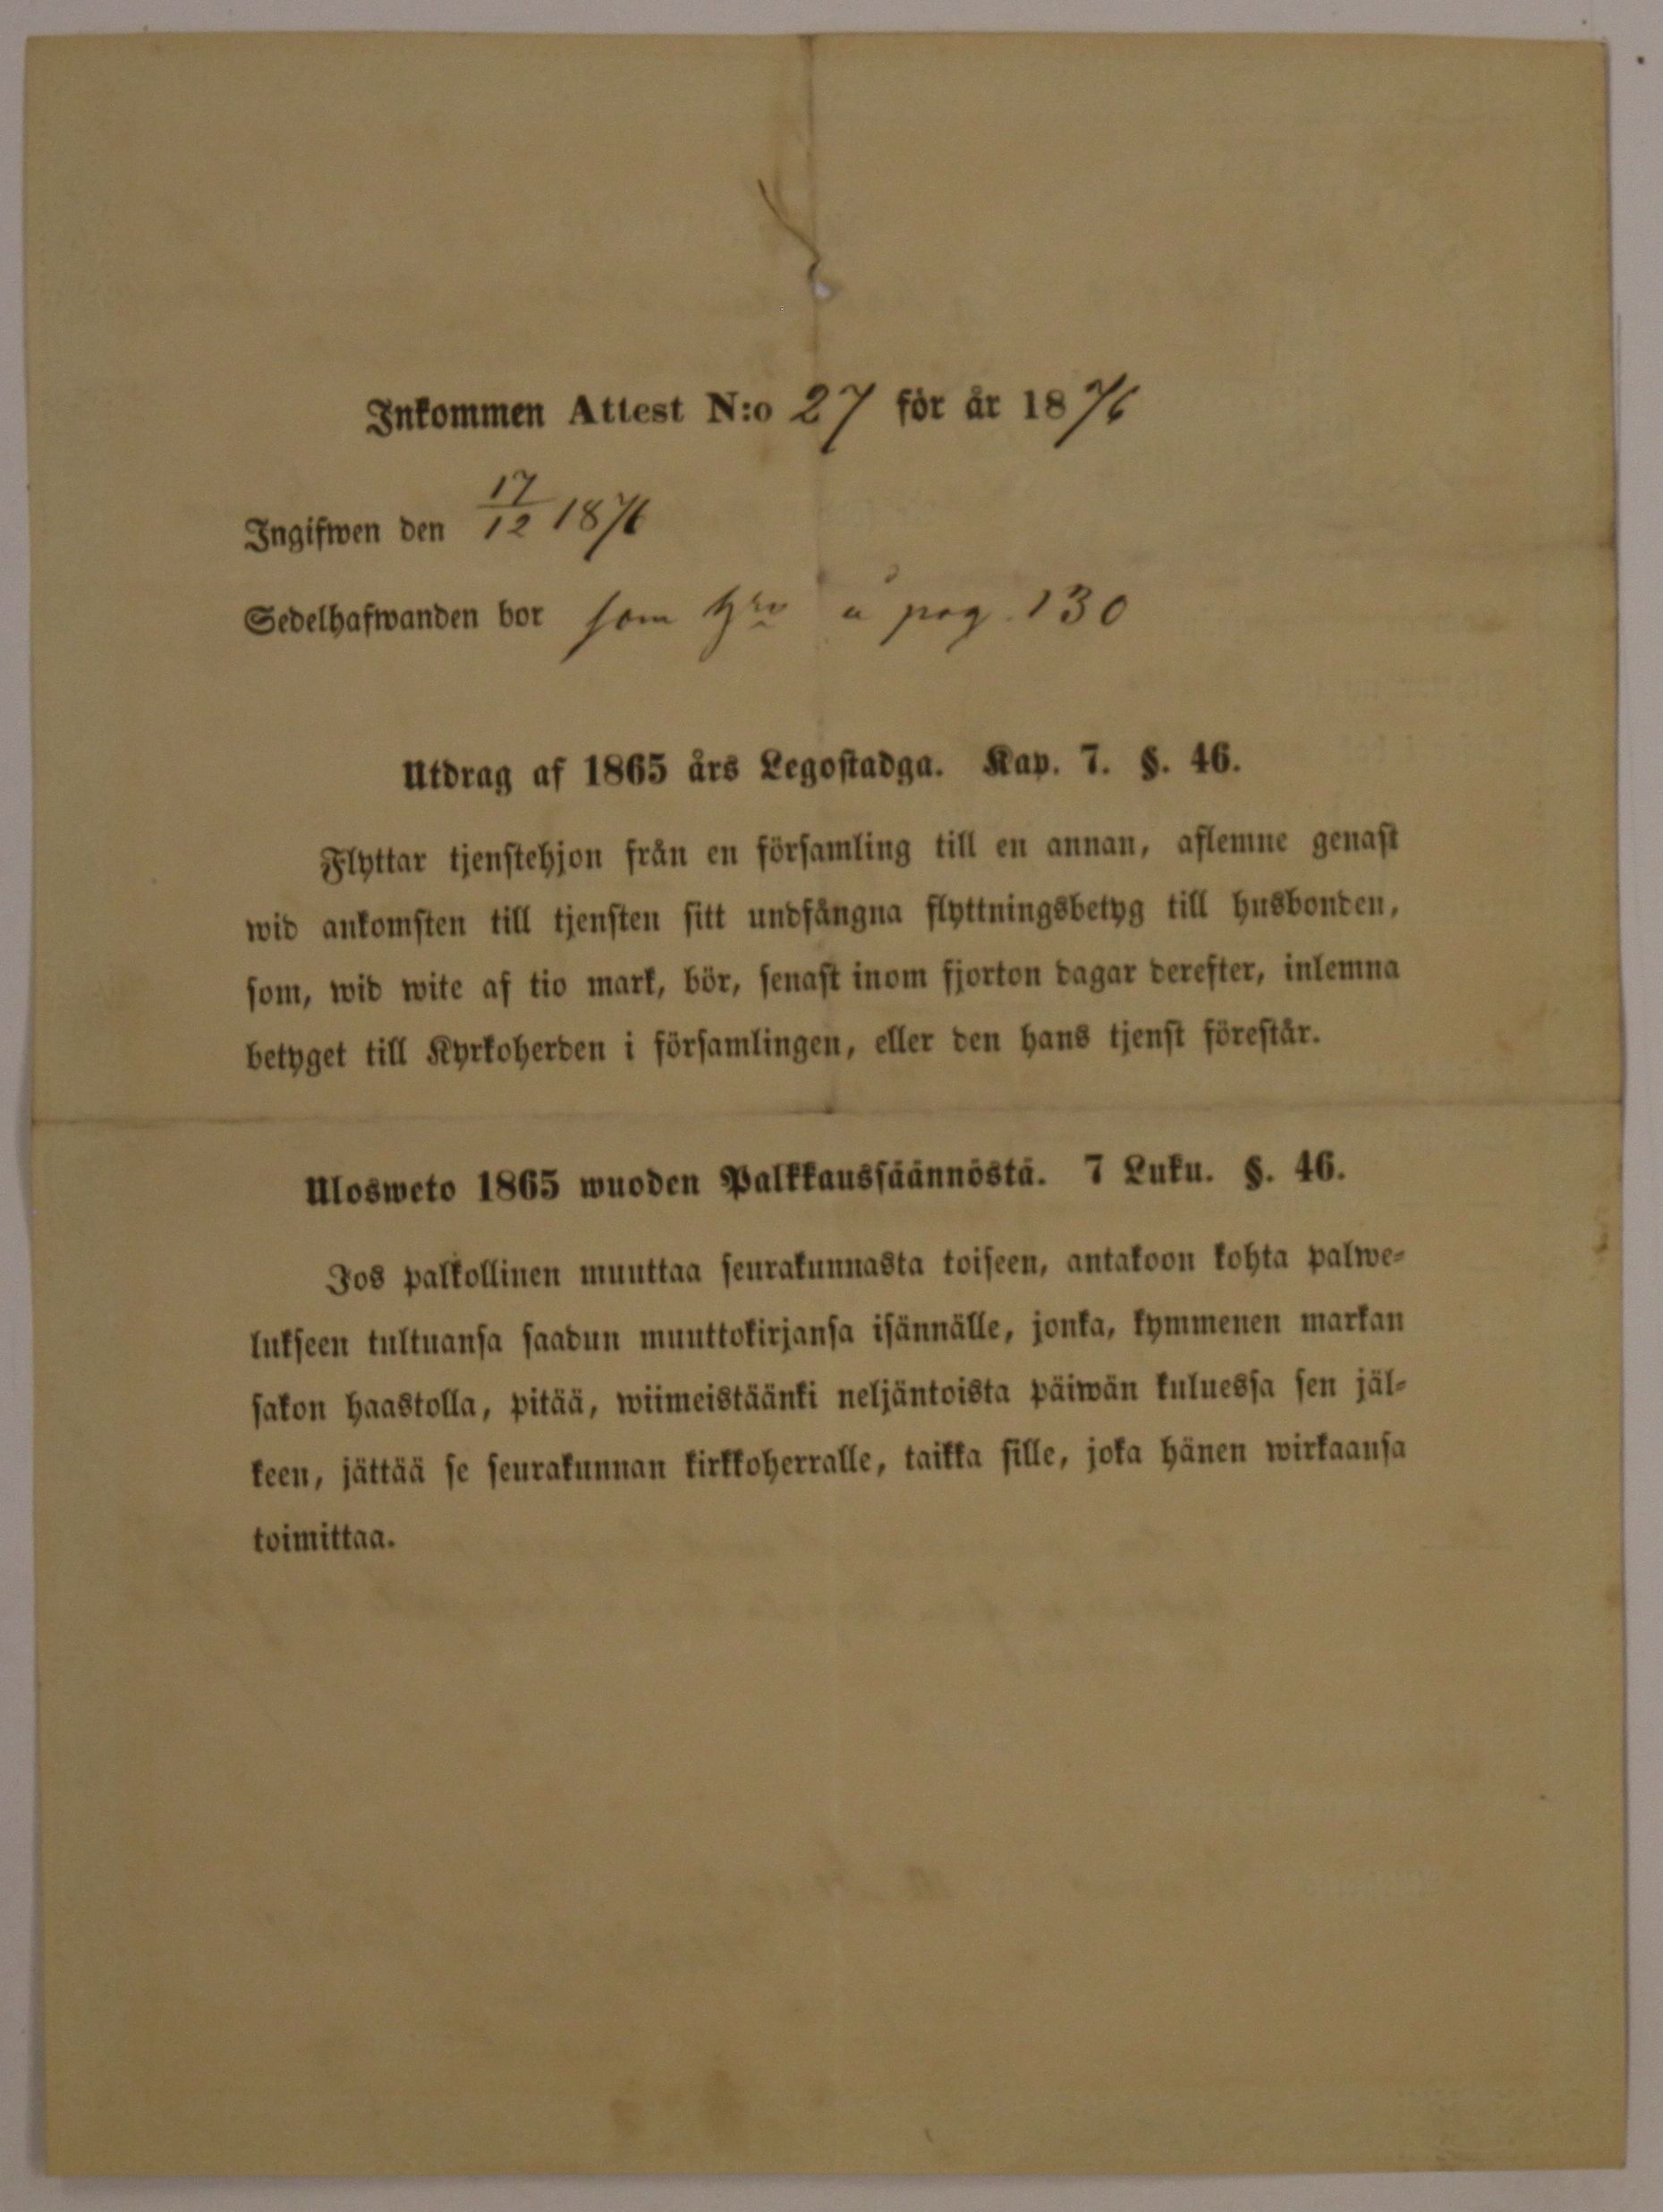 Inkommen Attest N:o 27 för år 1876
Ingifwen den 17/12 1876
Sedelhafwanden bor som å pag. 130
Utdrag af 1865 års Legostadga. Kap. 7. §. 46.
Flyttar tjenstehjon från en församling till en annan, aflemne genast
wid ankomsten till tjensten sitt undfångna flyttningsbetyg till husbonden,
som, wid wite af tio mark, bör, senast inom fjorton dagar derefter, inlemna
betyget till Kyrkoherden i församlingen, eller den hans tjenst förestår.
Ulosweto 1865 wuoden Palkkaussäännöstä. 7 Luku. §. 46.
Jos palkollinen muuttaa seurakunnasta toiseen, antakoon kohta palwe-
lukseen tultuansa saadun muuttokirjansa isännälle, jonka, kymmenen markan
sakon haastolla, pitää, wiimeistäänki neljäntoista päiwän kuluessa sen jäl-
keen, jättää se seurakunnan kirkkoherralle, taikka sille, joka hänen wirkaansa
toimittaa.